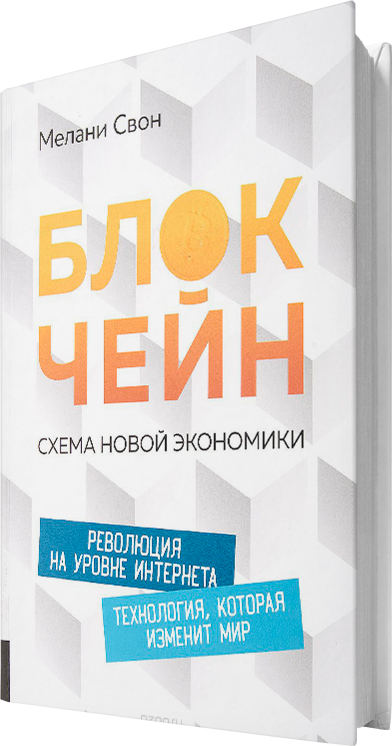 Мелани Свон
БЛОК
ЧЕЙН
СХЕМА НОВОЙ ЭКОНОМИКИ
РЕВОЛЮЦИЯ
НА УРОВНЕ ИНТЕРНЕТА
ТЕХНОЛОГИЯ, КОТОРАЯ
ИЗМЕНИТ МИР